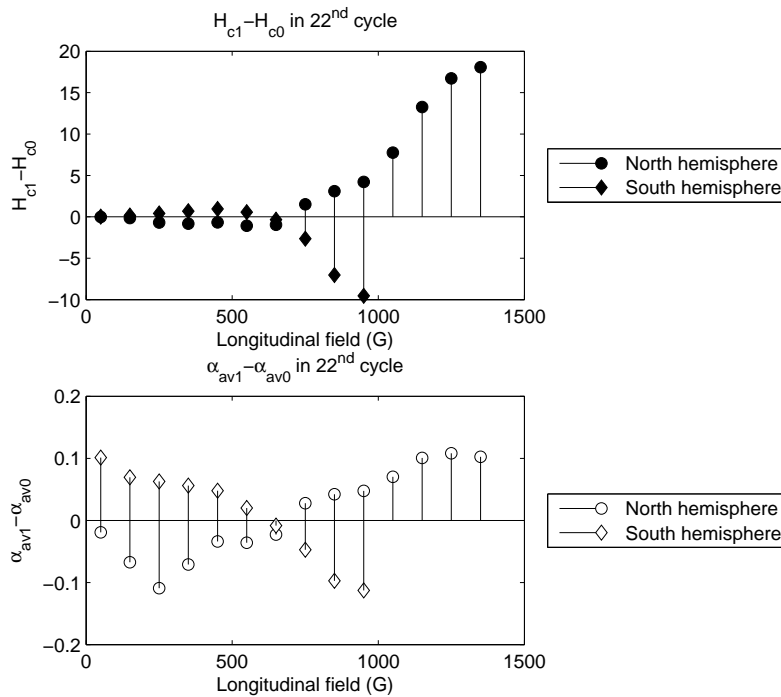 H_c1−H_c0 in 22^nd cycle
20
15
10
5
0
−5
−10
H_c1−H_c0
0
500
1000
1500
Longitudinal field (G)
North hemisphere
South hemisphere
α_av1−α_av0 in 22^nd cycle
0.2
0.1
0
−0.1
−0.2
α_av1−α_av0
0
500
1000
1500
Longitudinal field (G)
North hemisphere
South hemisphere